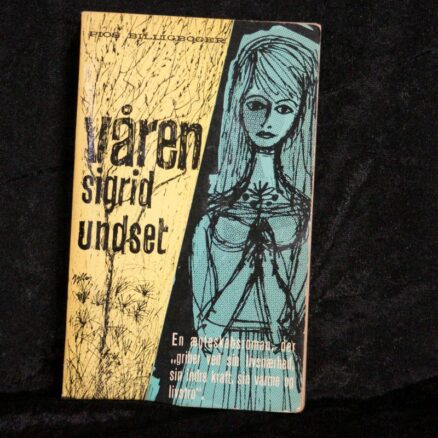 PIOS BILLIGBØGER
våren
sigrid
undset
En ægteskabsroman, der
„griber ved sin livsnærhed,
sin indre kraft, sin varme og
livstro".